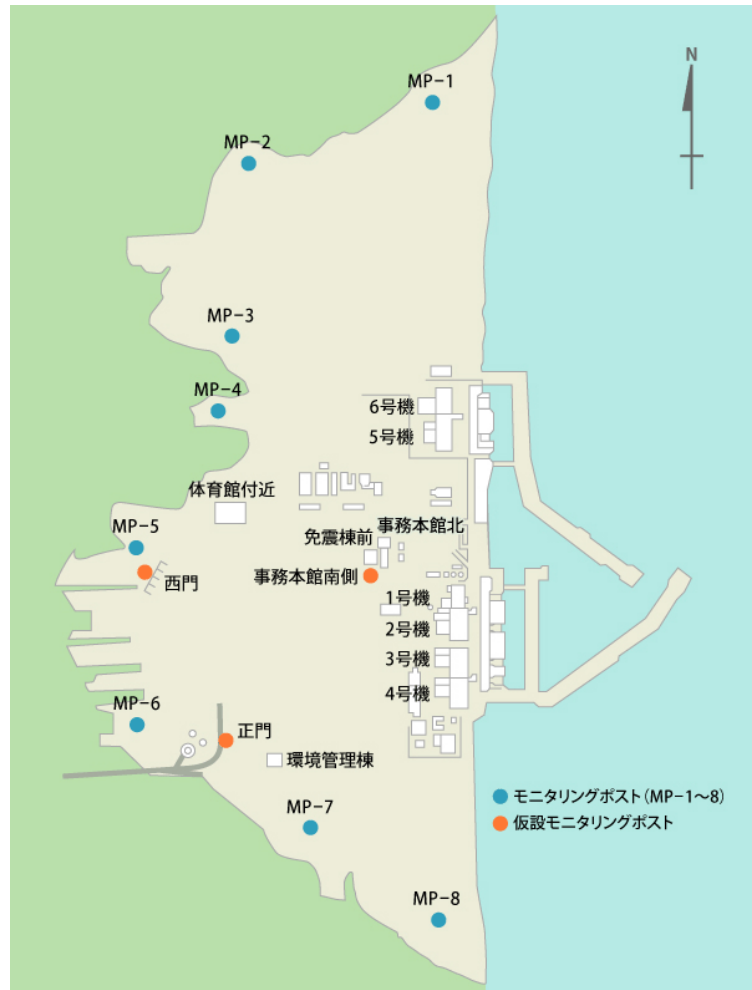 N
MP-1
MP-2
MP-3
MP-4
6号機
5号機
体育館付近
MP-5
事務本館北
免震棟前
西門
事務本館南側
1号機
2号機
3号機
4号機
MP-6
正門
環境管理棟
MP-7
モニタリングポスト(MP-1～8)
仮設モニタリングポスト
MP-8